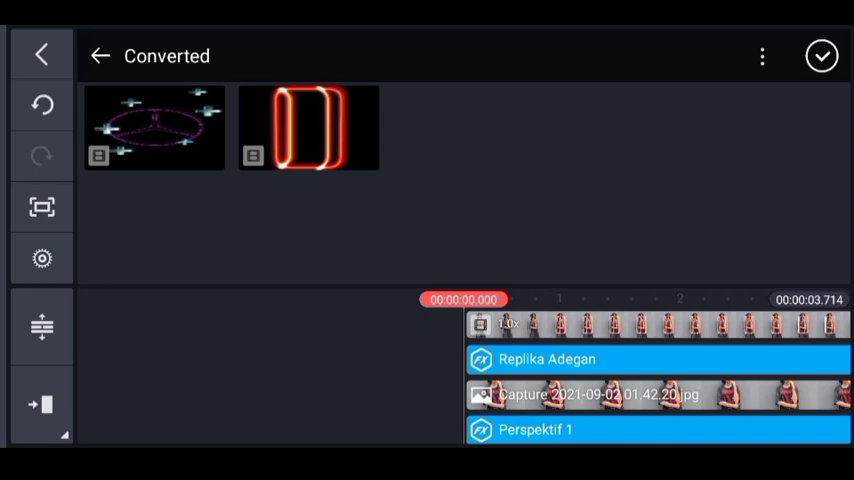 Converted
00:00:00.000
1
2
00:00:03.714
1.0x
Replika Adegan
Capture 2021-09-02 01.42.20.jpg
Perspektif 1